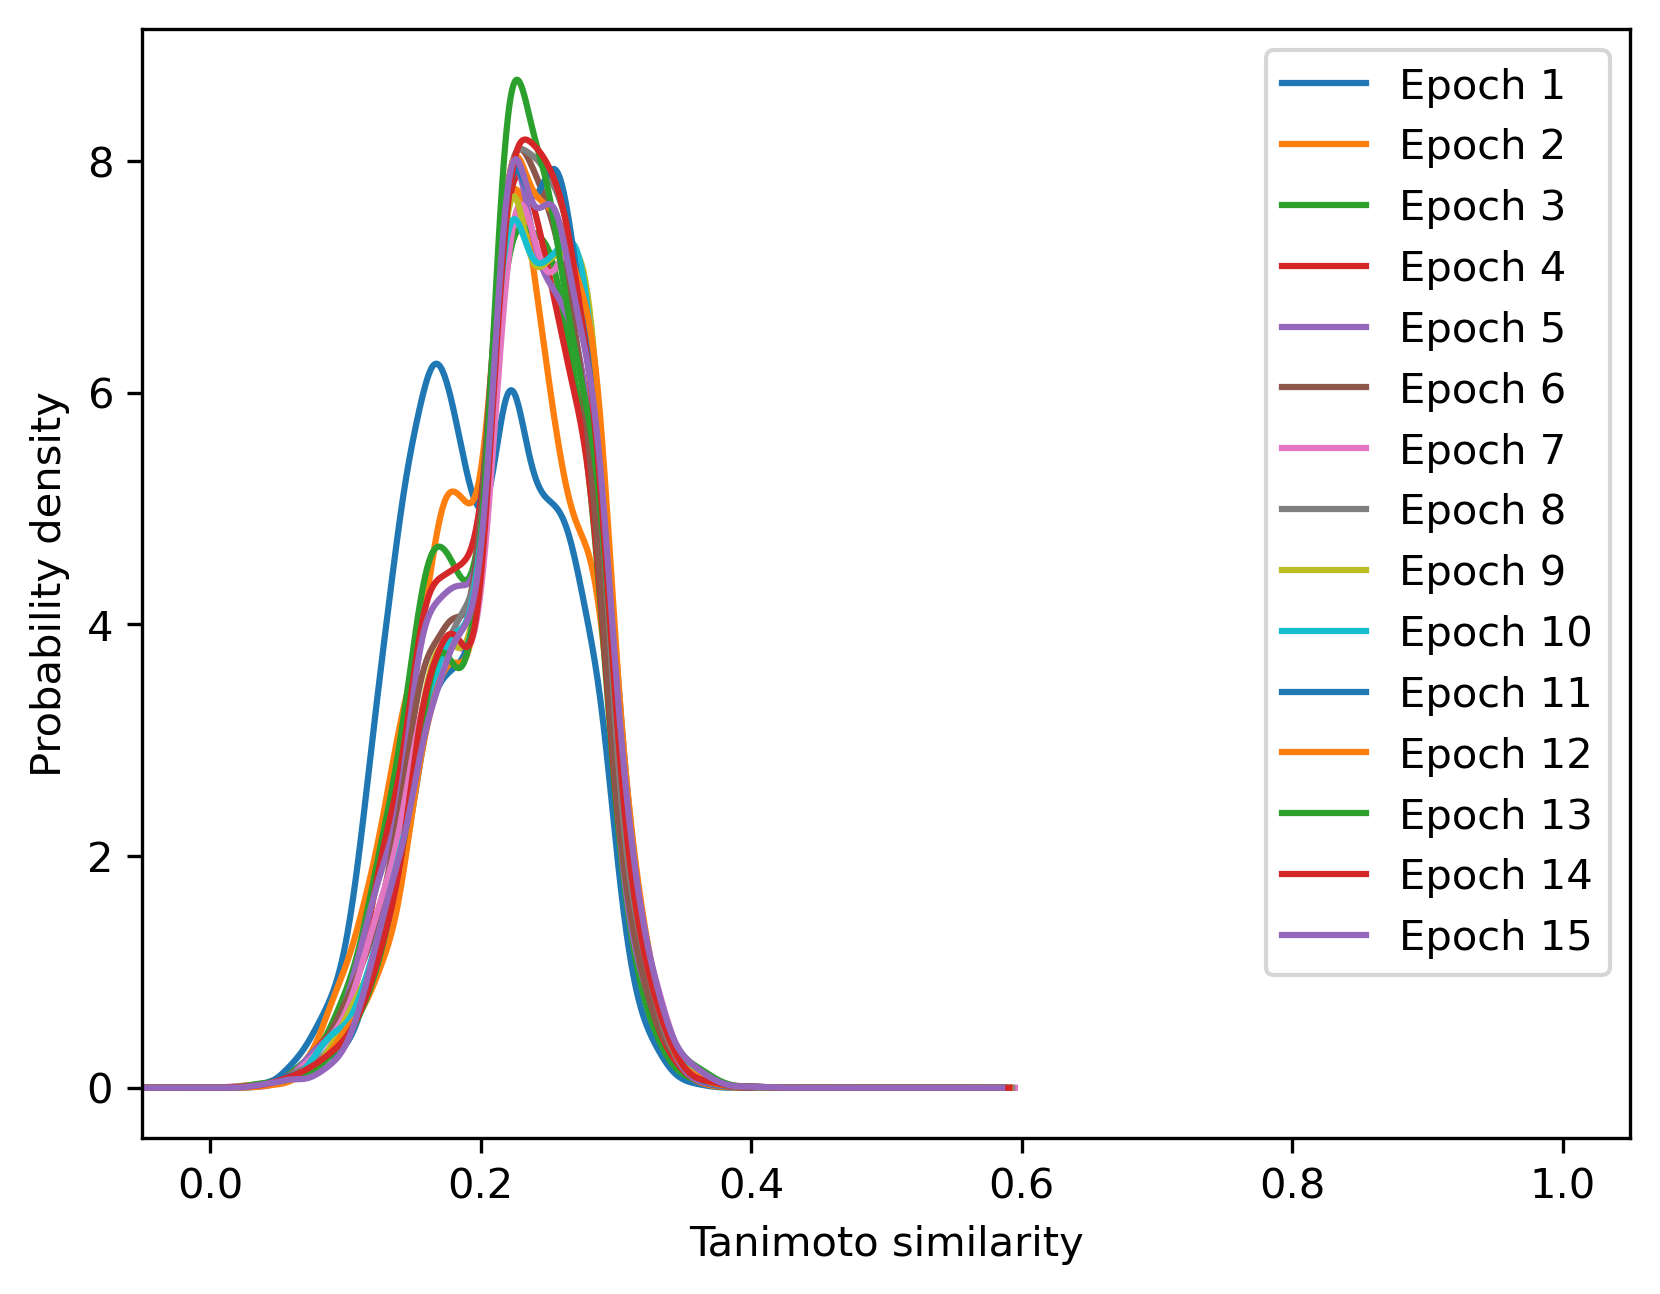 Probability density
8
6
4
2
0
0.0 0.2 0.4 0.6 0.8 1.0
Tanimoto similarity
Epoch 1
Epoch 2
Epoch 3
Epoch 4
Epoch 5
Epoch 6
Epoch 7
Epoch 8
Epoch 9
Epoch 10
Epoch 11
Epoch 12
Epoch 13
Epoch 14
Epoch 15